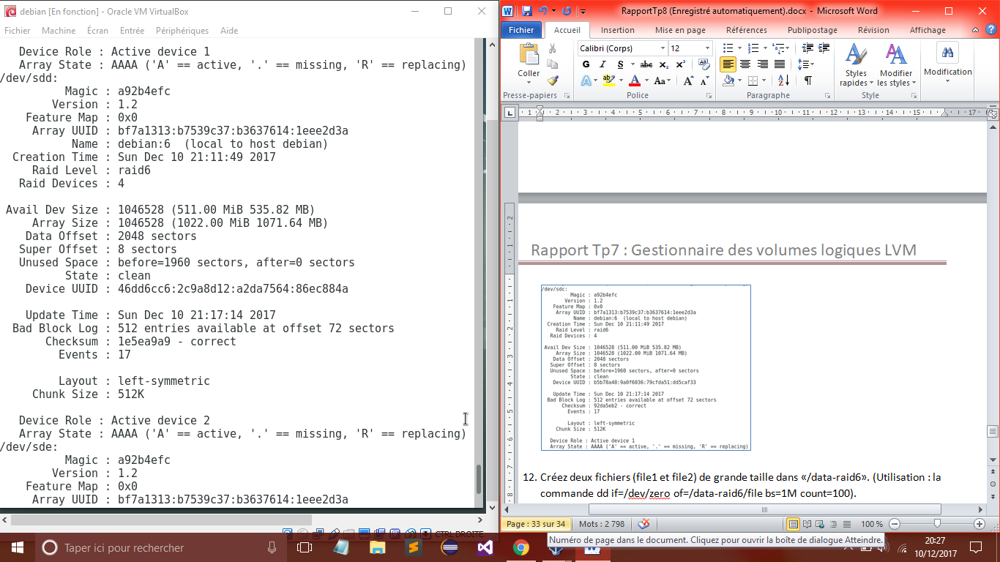 debian [En fonction] - Oracle VM VirtualBox
Fichier Machine Écran Entrée Périphériques Aide
Device Role : Active device 1
Array State : AAAA ('A' == active, '.' == missing, 'R' == replacing)
/dev/sdd:
Magic : a92b4efc
Version : 1.2
Feature Map : 0x0
Array UUID : bf7a1313:b7539c37:b3637614:1eee2d3a
Name : debian:6 (local to host debian)
Creation Time : Sun Dec 10 21:11:49 2017
Raid Level : raid6
Raid Devices : 4
Avail Dev Size : 1046528 (511.00 MiB 535.82 MB)
Array Size : 1046528 (1022.00 MiB 1071.64 MB)
Data Offset : 2048 sectors
Super Offset : 8 sectors
Unused Space : before=1960 sectors, after=0 sectors
State : clean
Device UUID : 46dd6cc6:2c9a8d12:a2da7564:86ec884a
Update Time : Sun Dec 10 21:17:14 2017
Bad Block Log : 512 entries available at offset 72 sectors
Checksum : 1e5ea9a9 - correct
Events : 17
Layout : left-symmetric
Chunk Size : 512K
Device Role : Active device 2
Array State : AAAA ('A' == active, '.' == missing, 'R' == replacing)
/dev/sde:
Magic : a92b4efc
Version : 1.2
Feature Map : 0x0
Array UUID : bf7a1313:b7539c37:b3637614:1eee2d3a
CTRL DROITE
RapportTp8 (Enregistré automatiquement).docx - Microsoft Word
Fichier Accueil Insertion Mise en page Références Publipostage Révision Affichage
Calibri (Corps) 12
Coller
G I S abc x₂ x²
Aa
Styles rapides
Modifier les styles
Modification
Presse-papiers Police Paragraphe Style
1 2 3 4 5 6 7 8 9 10 11 12 13 14 15 17
Rapport Tp7 : Gestionnaire des volumes logiques LVM
/dev/sdc:
Magic : a92b4efc
Version : 1.2
Feature Map : 0x0
Array UUID : bf7a1313:b7539c37:b3637614:1eee2d3a
Name : debian:6 (local to host debian)
Creation Time : Sun Dec 10 21:11:49 2017
Raid Level : raid6
Raid Devices : 4
Avail Dev Size : 1046528 (511.00 MiB 535.82 MB)
Array Size : 1046528 (1022.00 MiB 1071.64 MB)
Data Offset : 2048 sectors
Super Offset : 8 sectors
Unused Space : before=1960 sectors, after=0 sectors
State : clean
Device UUID : b5b78a40:9a0f6036:79cfda51:dd5caf33
Update Time : Sun Dec 10 21:17:14 2017
Bad Block Log : 512 entries available at offset 72 sectors
Checksum : 92da5eb2 - correct
Events : 17
Layout : left-symmetric
Chunk Size : 512K
Device Role : Active device 1
Array State : AAAA ('A' == active, '.' == missing, 'R' == replacing)
12. Créez deux fichiers (file1 et file2) de grande taille dans «/data-raid6». (Utilisation : la
commande dd if=/dev/zero of=/data-raid6/file bs=1M count=100).
Page : 33 sur 34 Mots : 2 798 100 %
Numéro de page dans le document. Cliquez pour ouvrir la boîte de dialogue Atteindre.
Taper ici pour rechercher
20:27
10/12/2017